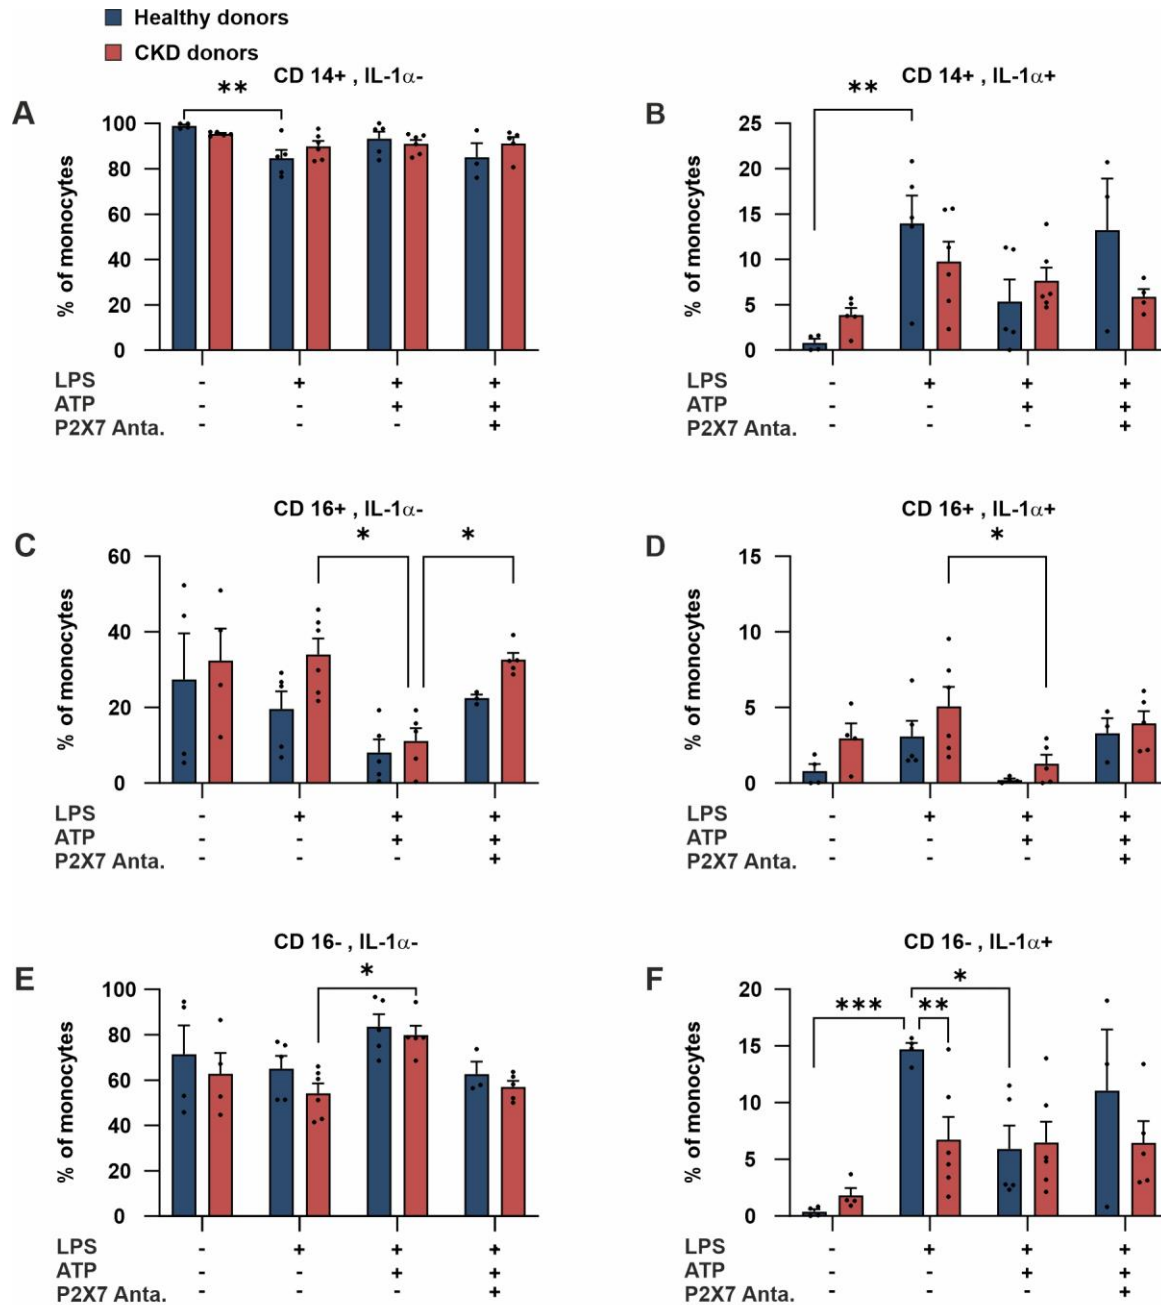 Healthy donors
CKD donors
A
CD 14+ , IL-1α-
**
% of monocytes
100
80
60
40
20
0
LPS - + + +
ATP - - + +
P2X7 Anta. - - - +
B
CD 14+ , IL-1α+
**
% of monocytes
25
20
15
10
5
0
LPS - + + +
ATP - - + +
P2X7 Anta. - - - +
C
CD 16+ , IL-1α-
* *
% of monocytes
60
40
20
0
LPS - + + +
ATP - - + +
P2X7 Anta. - - - +
D
CD 16+ , IL-1α+
*
% of monocytes
15
10
5
0
LPS - + + +
ATP - - + +
P2X7 Anta. - - - +
E
CD 16- , IL-1α-
*
% of monocytes
100
80
60
40
20
0
LPS - + + +
ATP - - + +
P2X7 Anta. - - - +
F
CD 16- , IL-1α+
*
*** **
% of monocytes
20
15
10
5
0
LPS - + + +
ATP - - + +
P2X7 Anta. - - - +